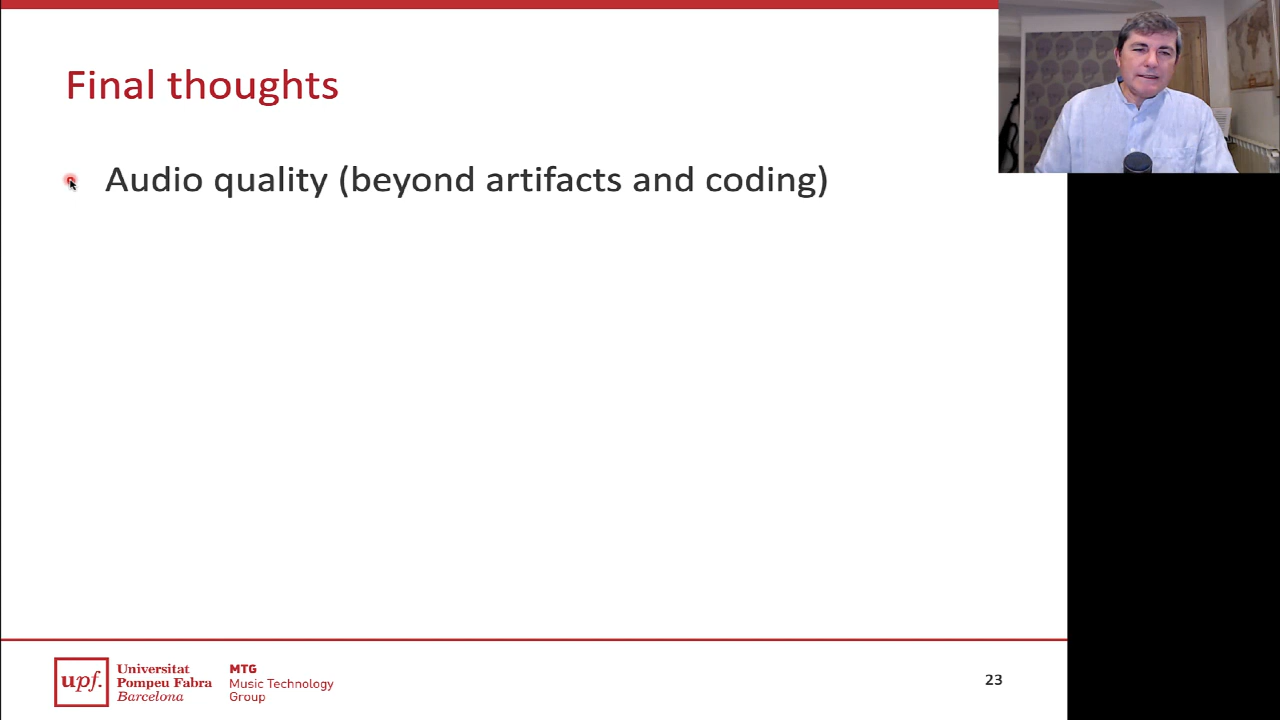 Final thoughts
Audio quality (beyond artifacts and coding)
upf.
Universitat
Pompeu Fabra
Barcelona
MTG
Music Technology
Group
23